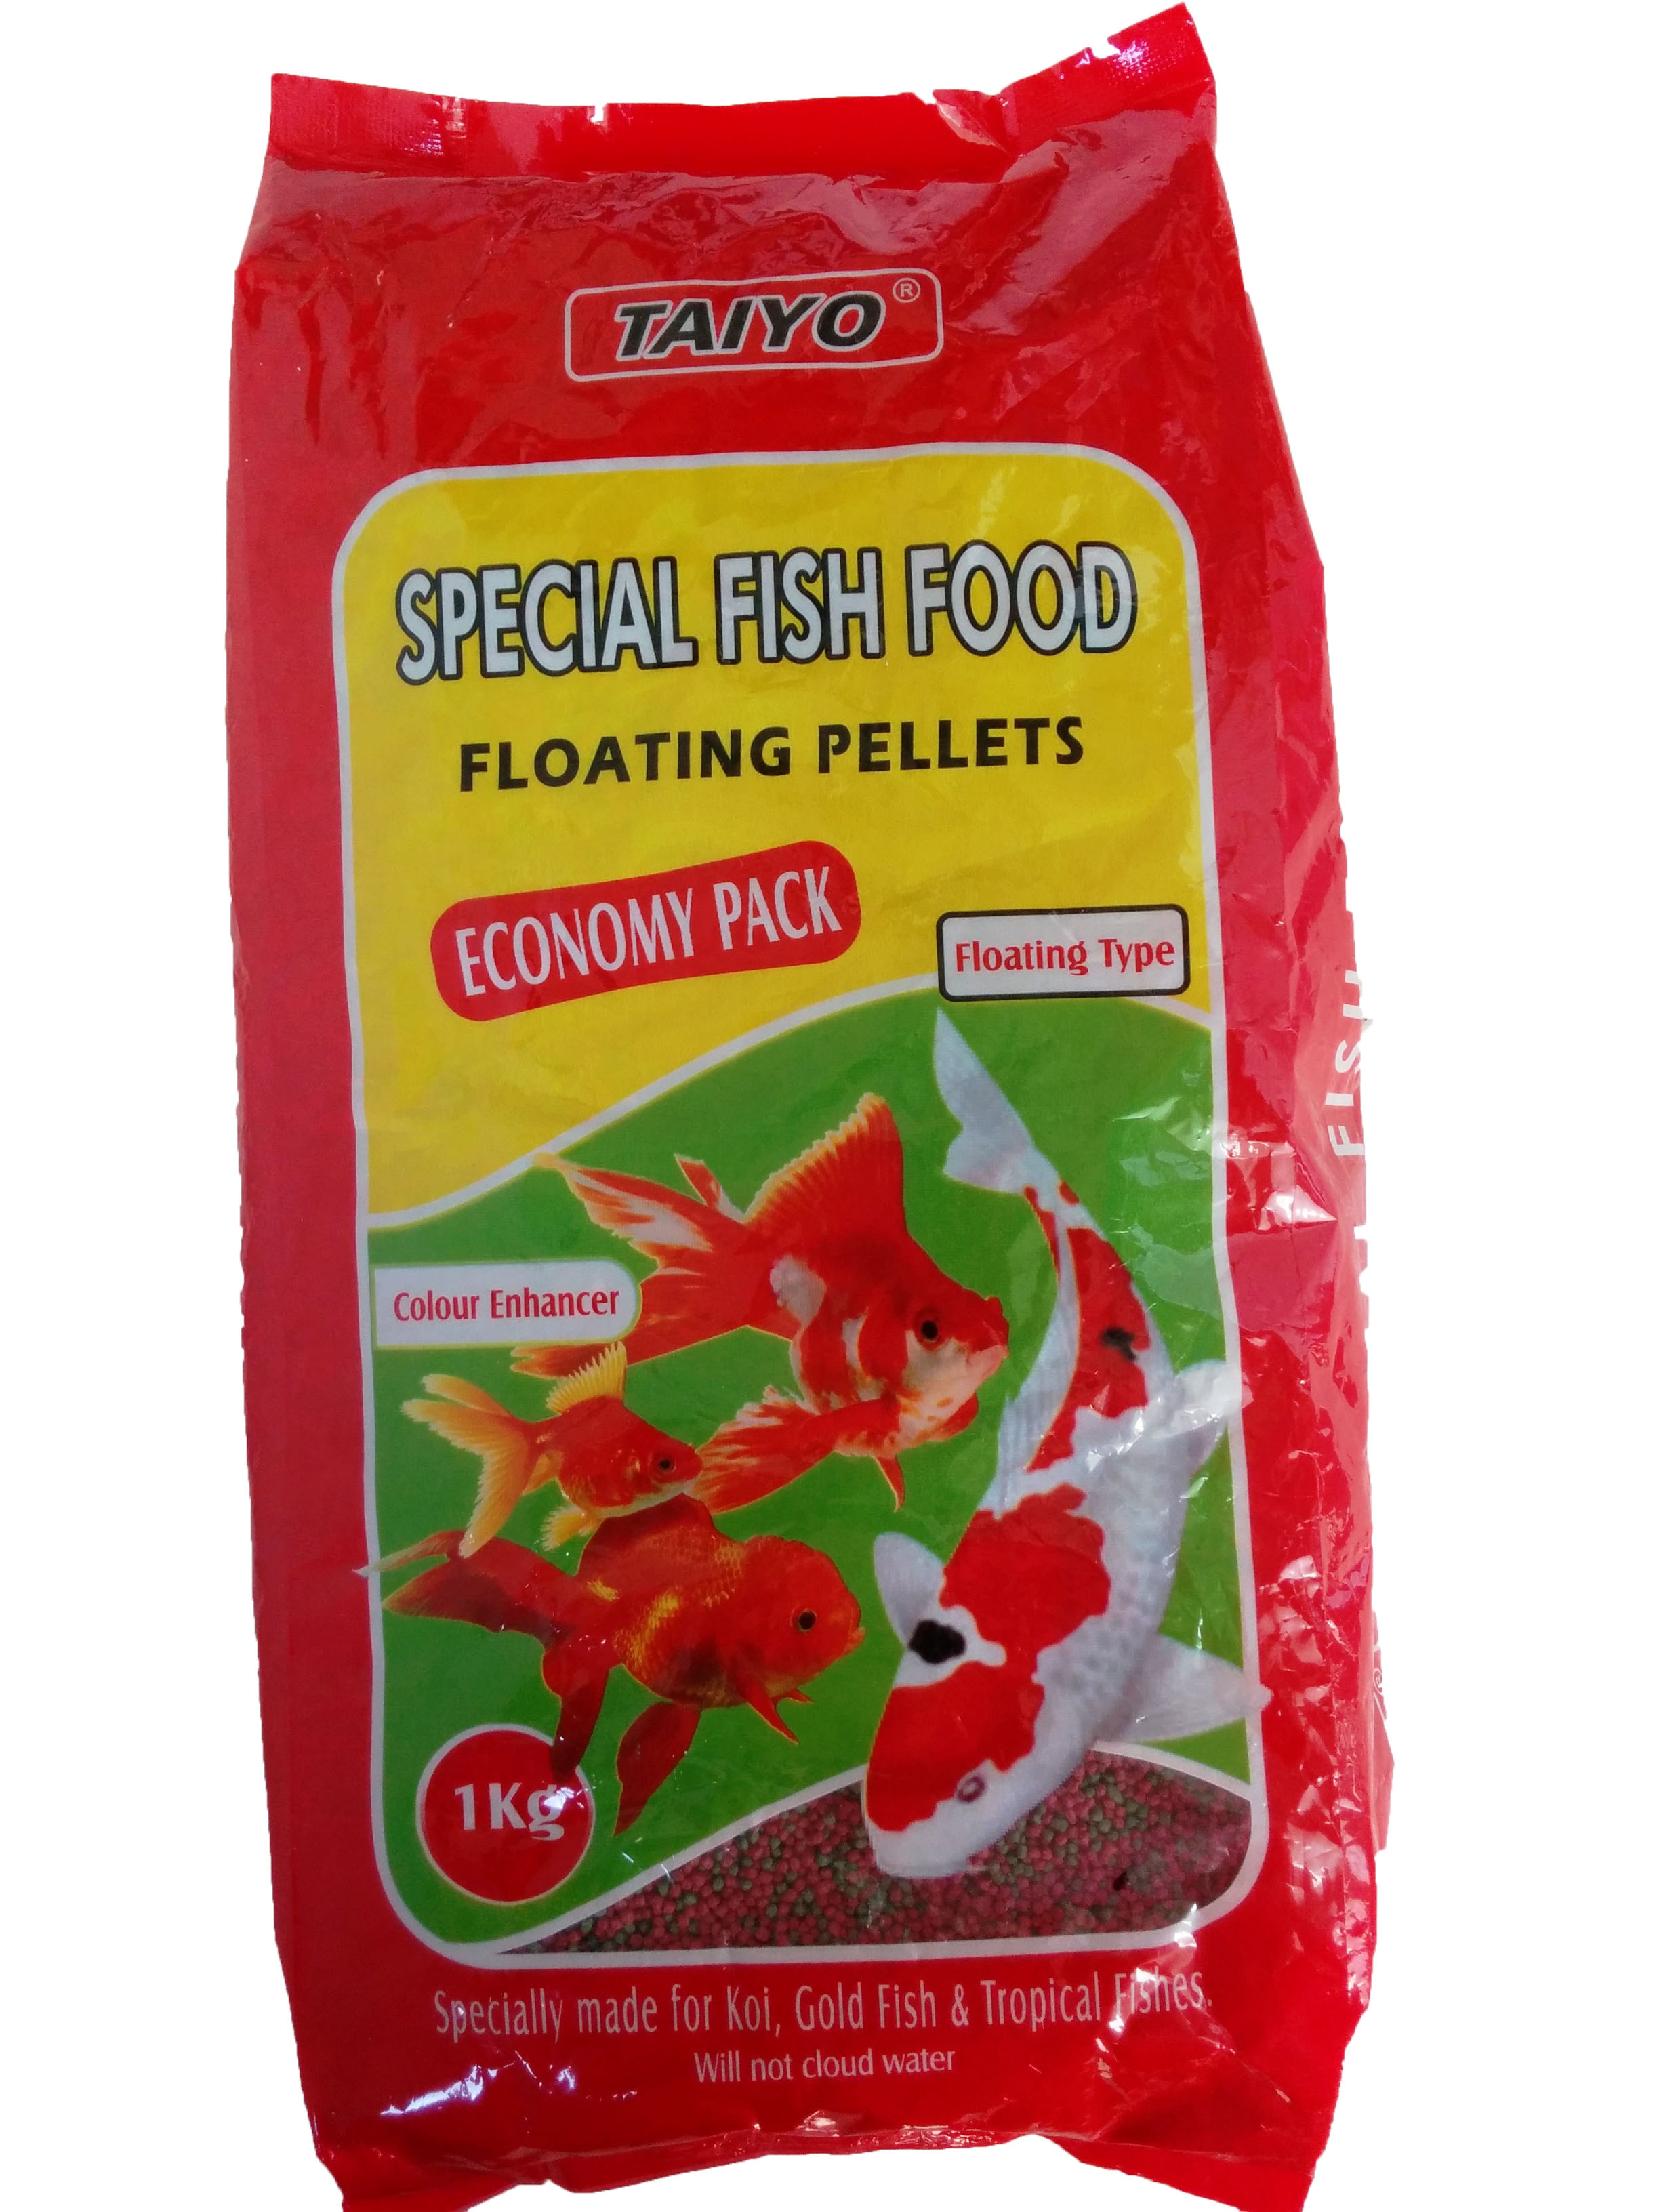 TAIYO®
SPECIAL FISH FOOD
FLOATING PELLETS
ECONOMY PACK
Floating Type
Colour Enhancer
1Kg
Specially made for Koi, Gold Fish & Tropical Fishes.
Will not cloud water
FISH